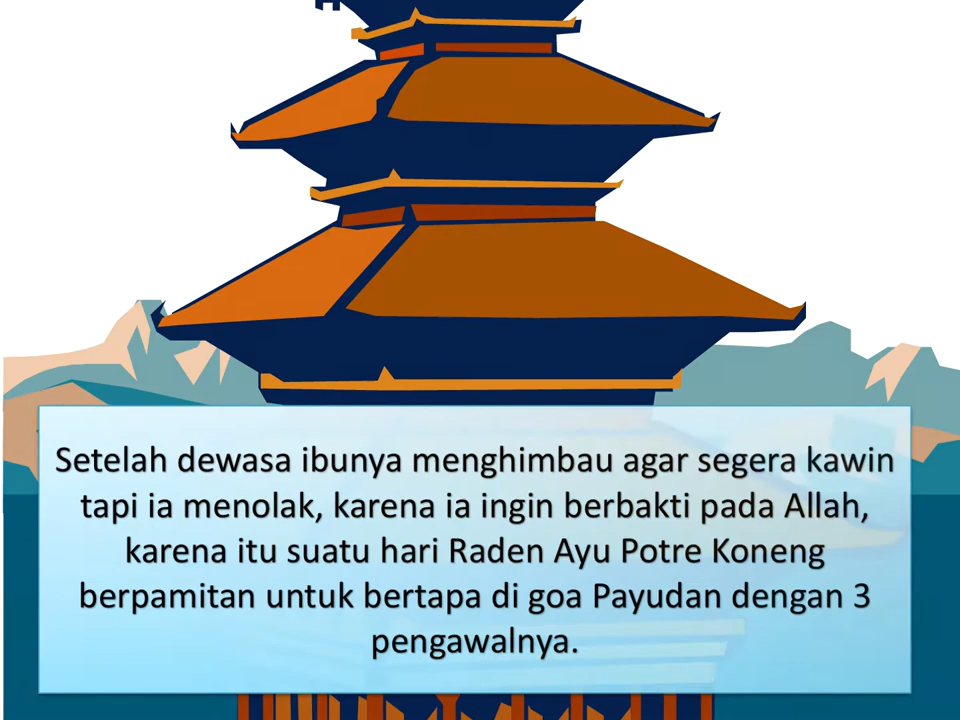 Setelah dewasa ibunya menghimbau agar segera kawin
tapi ia menolak, karena ia ingin berbakti pada Allah,
karena itu suatu hari Raden Ayu Potre Koneng
berpamitan untuk bertapa di goa Payudan dengan 3
pengawalnya.